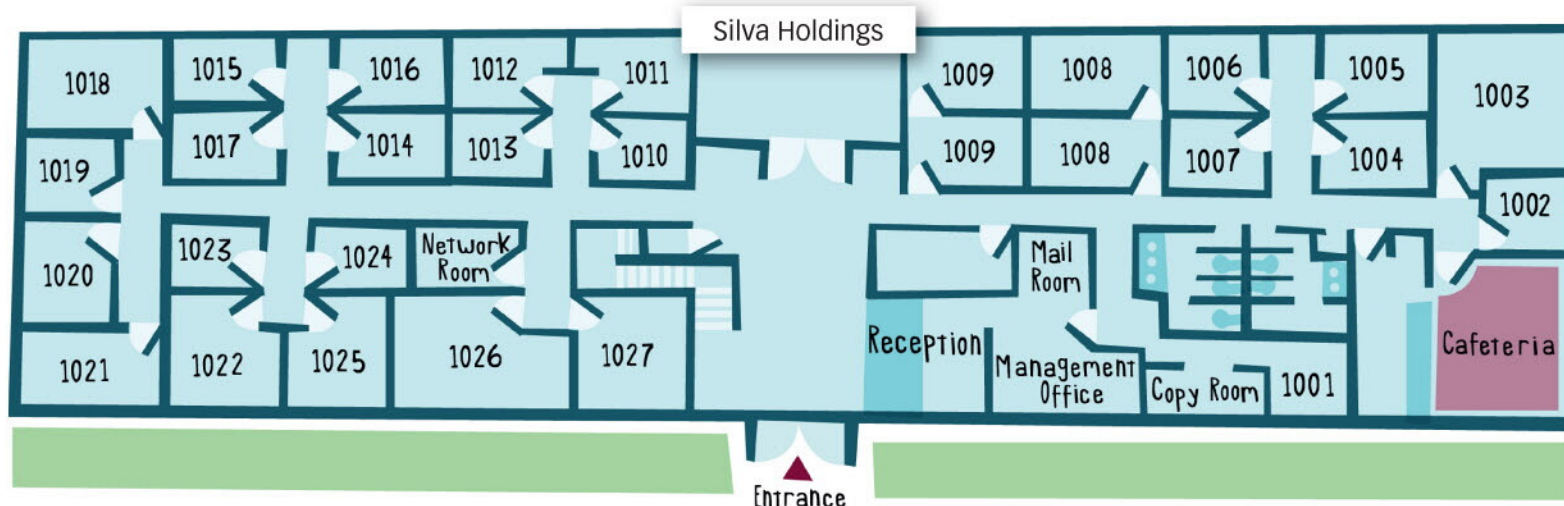 Silva Holdings
1018
1015
1016
1012
1011
1009
1008
1006
1005
1003
1017
1014
1013
1010
1009
1008
1007
1004
1019
1002
1023
1024
Network
Room
Mail
Room
1020
1021
1022
1025
1026
1027
Reception
Management
Office
Copy Room
1001
Cafeteria
Entrance